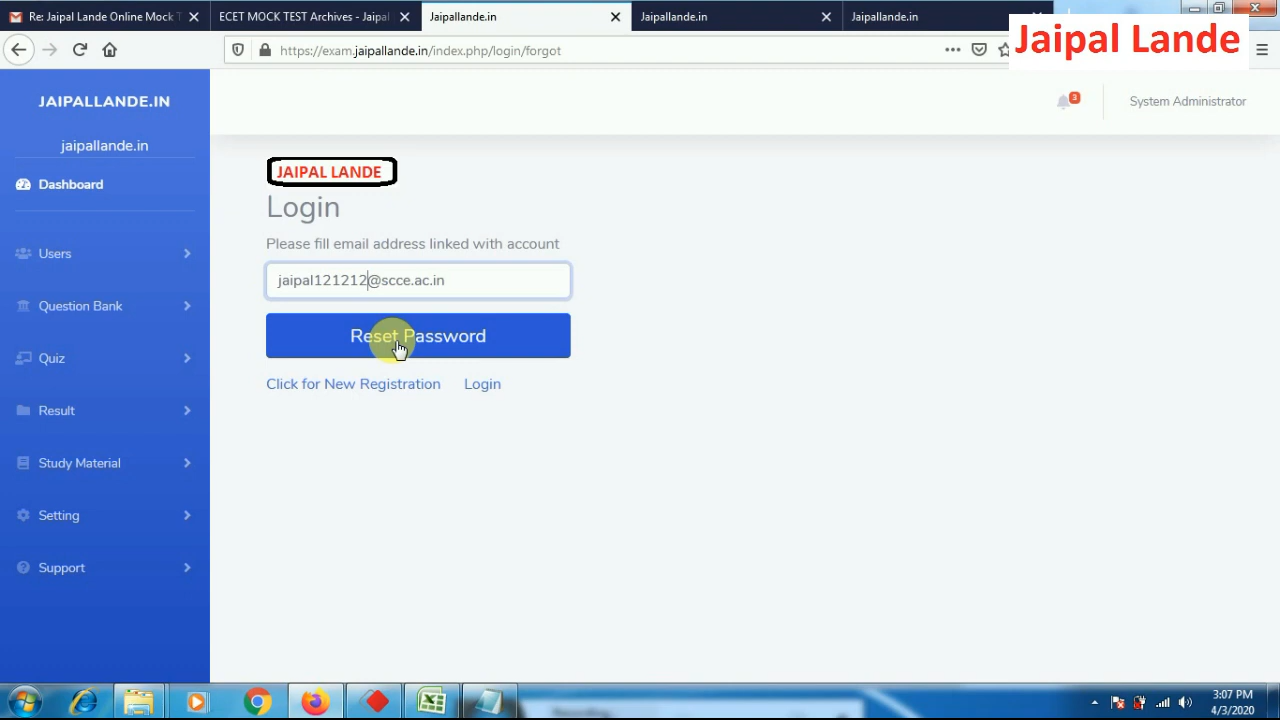 Re: Jaipal Lande Online Mock T
ECET MOCK TEST Archives - Jaipal
Jaipallande.in
Jaipallande.in
Jaipallande.in
https://exam.jaipallande.in/index.php/login/forgot
Jaipal Lande
JAIPALLANDE.IN
jaipallande.in
3
System Administrator
Dashboard
JAIPAL LANDE
Login
Please fill email address linked with account
jaipal121212@scce.ac.in
Reset Password
Click for New Registration
Login
Users
Question Bank
Quiz
Result
Study Material
Setting
Support
3:07 PM
4/3/2020